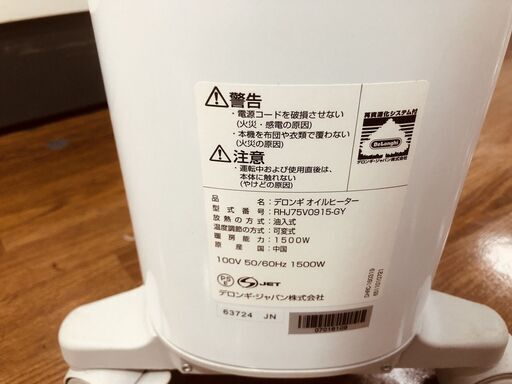 ⚠警告
・電源コードを破損させない
(火災・感電の原因)
・本機を布団や衣類で覆わない
(火災の原因)
⚠注意
・運転中および使用直後は、
本体に触れない
(やけどの原因)
再資源化システム付
DeLonghi
デロンギ・ジャパン株式会社
品名：デロンギ オイルヒーター
型式番号：RHJ75V0915-GY
放熱の方式：油入式
温度調節の方式：可変式
暖房能力：1500W
原産国：中国
100V 50/60Hz 1500W
PS E
S JET
デロンギ・ジャパン株式会社
63724 JN
07018109